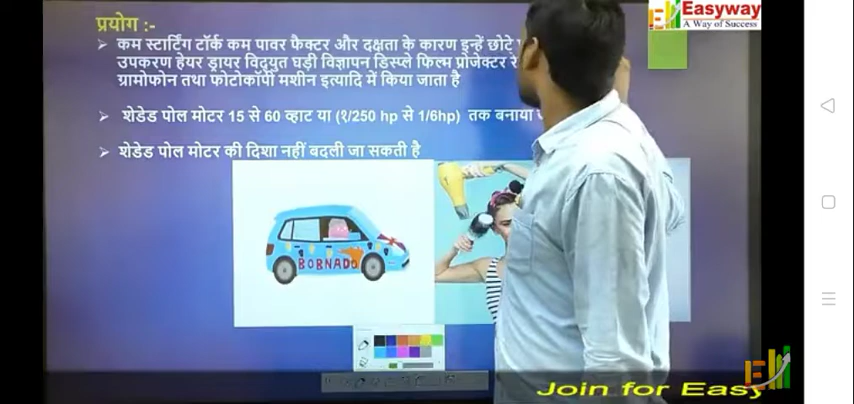 प्रयोग :-
Easyway
A Way of Success
➢ कम स्टार्टिंग टॉर्क कम पावर फैक्टर और दक्षता के कारण इन्हें छोटे
उपकरण हेयर ड्रायर विद्युत घड़ी विज्ञापन डिस्प्ले फिल्म प्रोजेक्टर
ग्रामोफोन तथा फोटोकॉपी मशीन इत्यादि में किया जाता है
➢ शेडेड पोल मोटर 15 से 60 व्हाट या (१/250 hp से 1/6hp) तक बनाया
➢ शेडेड पोल मोटर की दिशा नहीं बदली जा सकती है
BOBNADO
Join for Easy